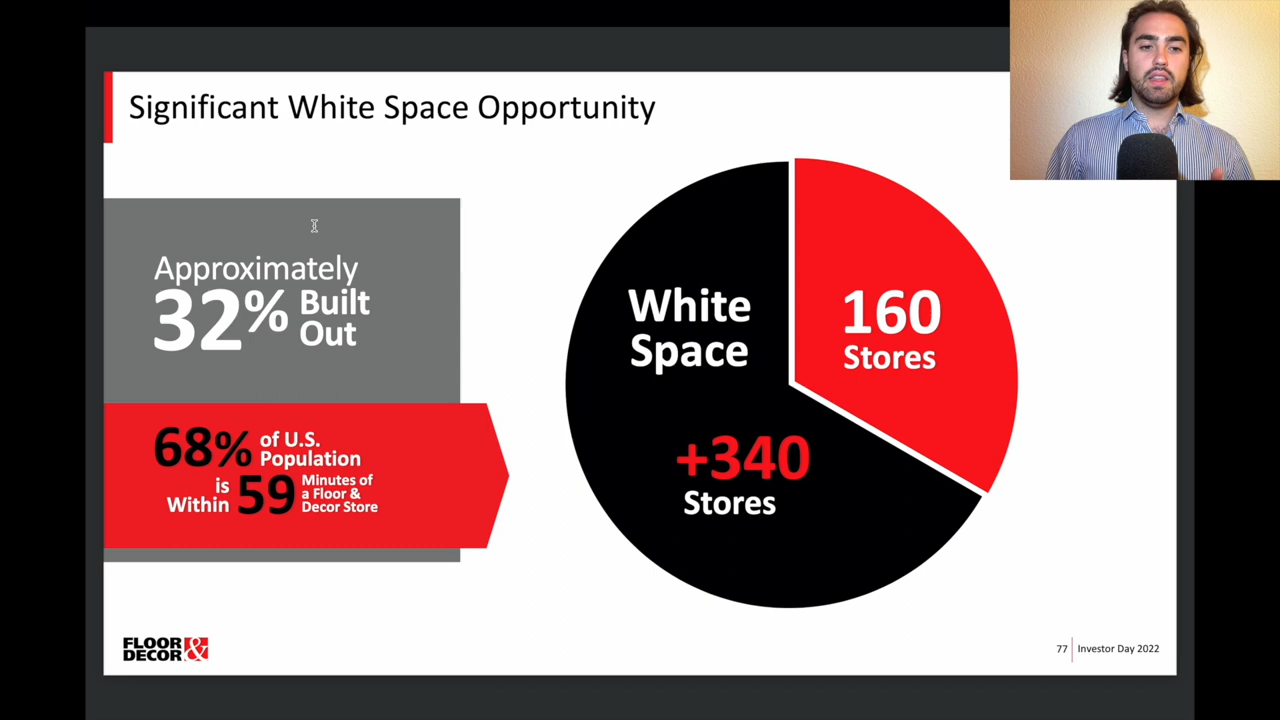 Significant White Space Opportunity
Approximately
32% Built
Out
68% of U.S.
Population
is
Within 59 Minutes of
a Floor &
Decor Store
White
Space
+340
Stores
160
Stores
FLOOR &
DECOR
77 Investor Day 2022